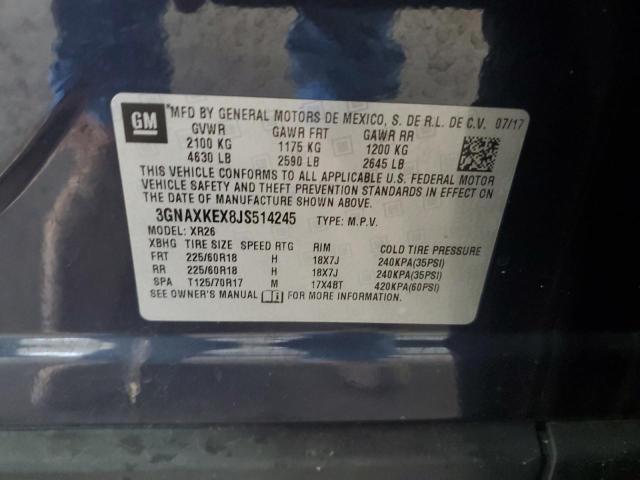 GM
*MFD BY GENERAL MOTORS DE MEXICO, S. DE R.L. DE C.V. 07/17
GVWR GAWR FRT GAWR RR
2100 KG 1175 KG 1200 KG
4630 LB 2590 LB 2645 LB
THIS VEHICLE CONFORMS TO ALL APPLICABLE U.S. FEDERAL MOTOR
VEHICLE SAFETY AND THEFT PREVENTION STANDARDS IN EFFECT ON
THE DATE OF MANUFACTURE SHOWN ABOVE.
3GNAXKEX8JS514245 TYPE: M.P.V.
MODEL: XR26
XBHG TIRE SIZE SPEED RTG RIM COLD TIRE PRESSURE
FRT 225/60R18 H 18X7J 240KPA(35PSI)
RR 225/60R18 H 18X7J 240KPA(35PSI)
SPA T125/70R17 M 17X4BT 420KPA(60PSI)
SEE OWNER'S MANUAL FOR MORE INFORMATION.